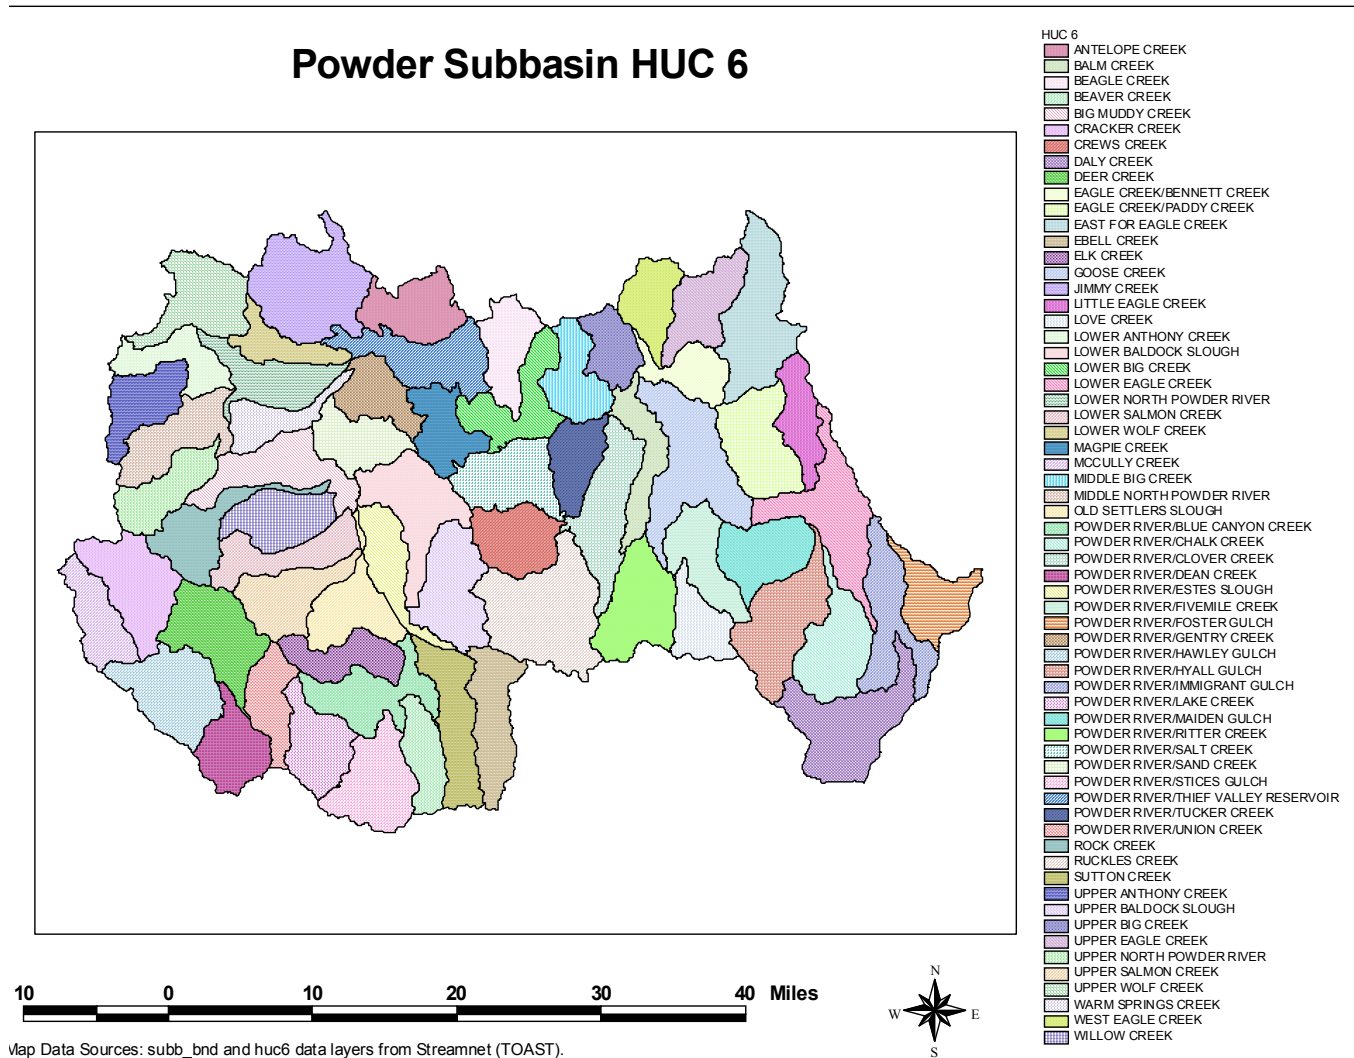 Powder Subbasin HUC 6
HUC 6
ANTELOPE CREEK
BALM CREEK
BEAGLE CREEK
BEAVER CREEK
BIG MUDDY CREEK
CRACKER CREEK
CREWS CREEK
DALY CREEK
DEER CREEK
EAGLE CREEK/BENNETT CREEK
EAGLE CREEK/PADDY CREEK
EAST FOR EAGLE CREEK
EBELL CREEK
ELK CREEK
GOOSE CREEK
JIMMY CREEK
LITTLE EAGLE CREEK
LOVE CREEK
LOWER ANTHONY CREEK
LOWER BALDOCK SLOUGH
LOWER BIG CREEK
LOWER EAGLE CREEK
LOWER NORTH POWDER RIVER
LOWER SALMON CREEK
LOWER WOLF CREEK
MAGPIE CREEK
MCCULLY CREEK
MIDDLE BIG CREEK
MIDDLE NORTH POWDER RIVER
OLD SETTLERS SLOUGH
POWDER RIVER/BLUE CANYON CREEK
POWDER RIVER/CHALK CREEK
POWDER RIVER/CLOVER CREEK
POWDER RIVER/DEAN CREEK
POWDER RIVER/ESTES SLOUGH
POWDER RIVER/FIVEMILE CREEK
POWDER RIVER/FOSTER GULCH
POWDER RIVER/GENTRY CREEK
POWDER RIVER/HAWLEY GULCH
POWDER RIVER/HYALL GULCH
POWDER RIVER/IMMIGRANT GULCH
POWDER RIVER/LAKE CREEK
POWDER RIVER/MAIDEN GULCH
POWDER RIVER/RITTER CREEK
POWDER RIVER/SALT CREEK
POWDER RIVER/SAND CREEK
POWDER RIVER/STICES GULCH
POWDER RIVER/THIEF VALLEY RESERVOIR
POWDER RIVER/TUCKER CREEK
POWDER RIVER/UNION CREEK
ROCK CREEK
RUCKLES CREEK
SUTTON CREEK
UPPER ANTHONY CREEK
UPPER BALDOCK SLOUGH
UPPER BIG CREEK
UPPER EAGLE CREEK
UPPER NORTH POWDER RIVER
UPPER SALMON CREEK
UPPER WOLF CREEK
WARM SPRINGS CREEK
WEST EAGLE CREEK
WILLOW CREEK
10 0 10 20 30 40 Miles
N
W E
S
Map Data Sources: subb_bnd and huc6 data layers from Streamnet (TOAST).